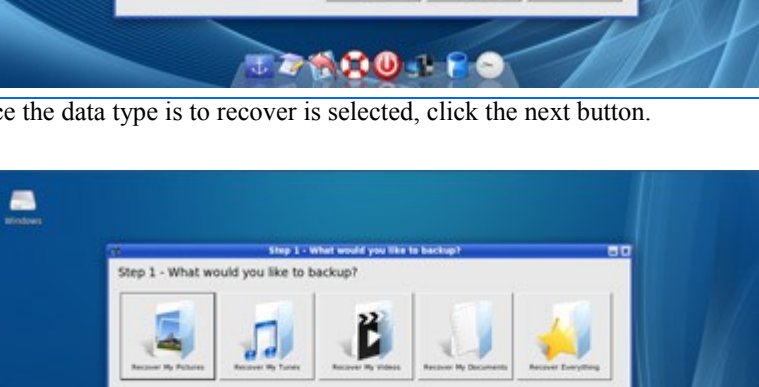 ce the data type is to recover is selected, click the next button.
Windows
Step 1 - What would you like to backup?
Step 1 - What would you like to backup?
Recover My Pictures Recover My Tunes Recover My Videos Recover My Documents Recover Everything